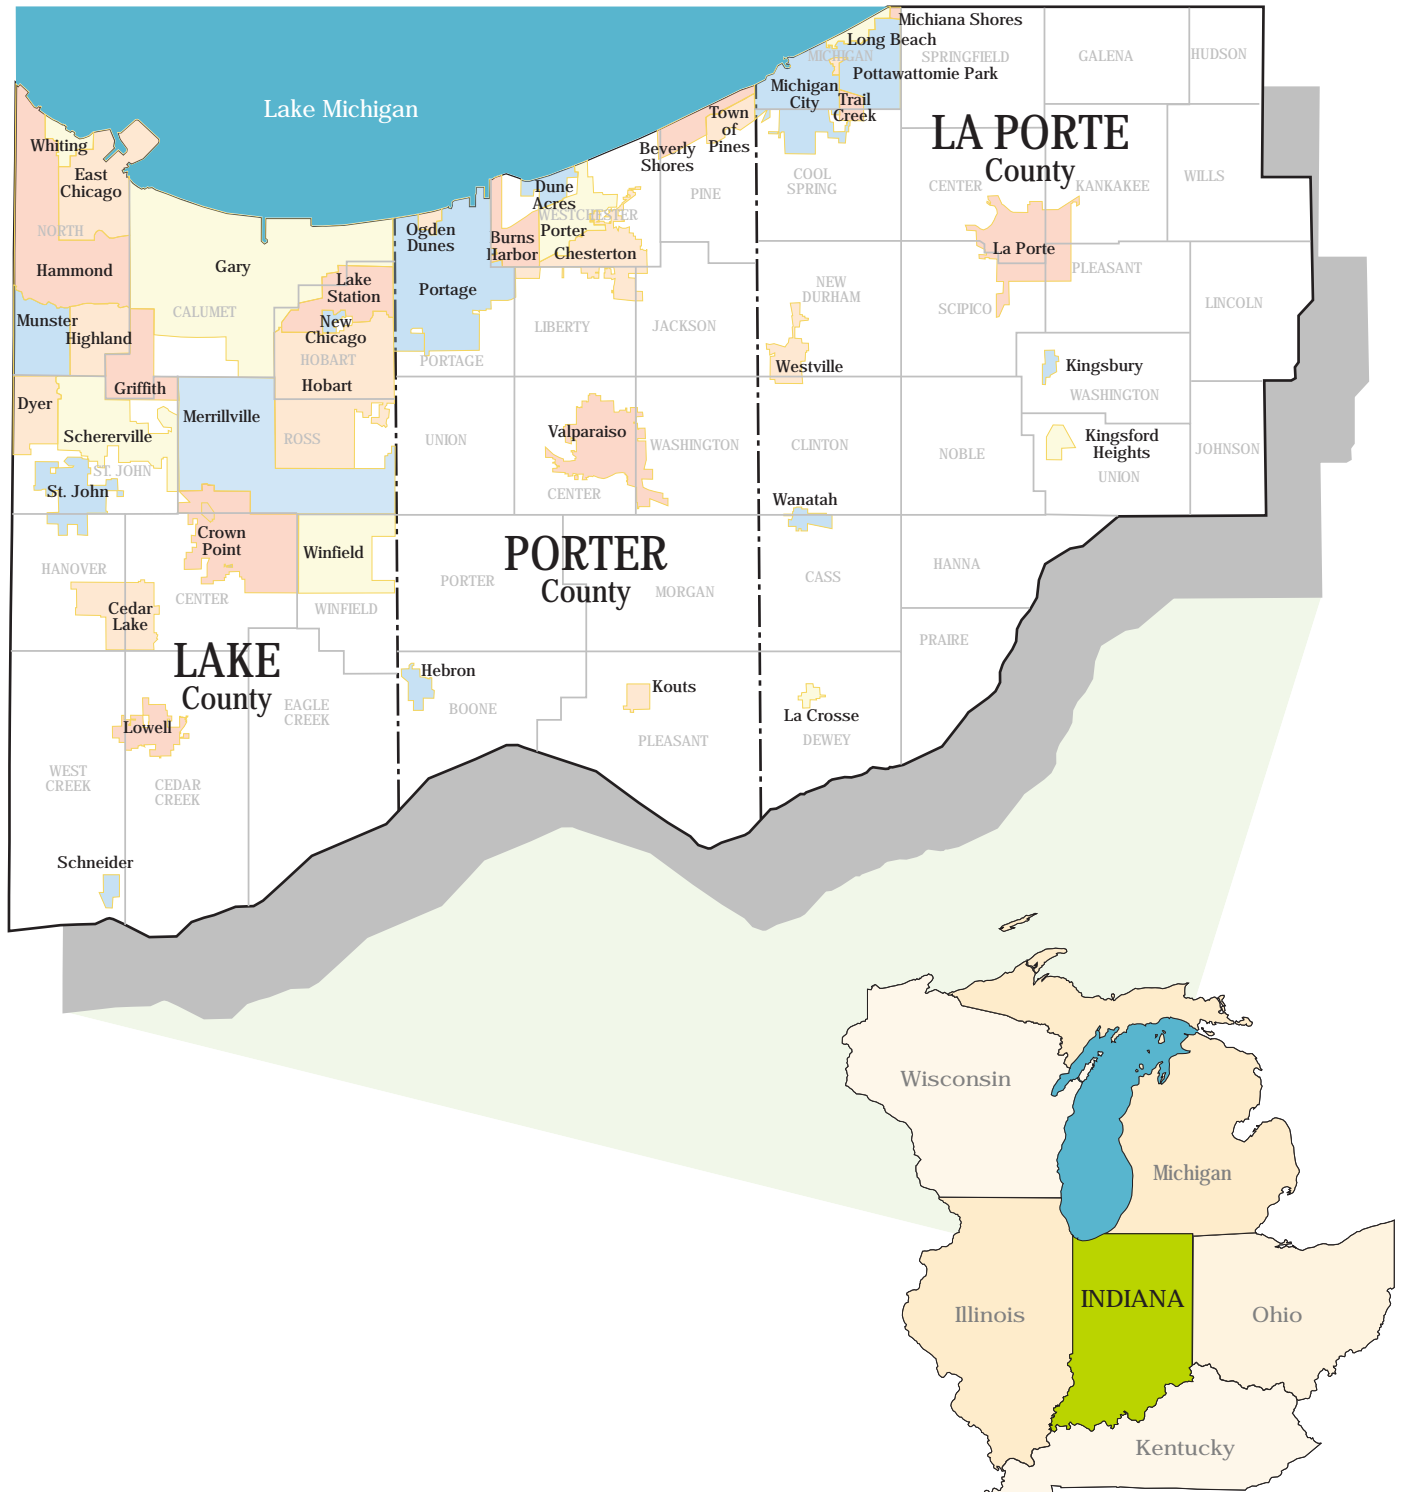 Michiana Shores
Long Beach
MICHIGAN
SPRINGFIELD
GALENA
HUDSON
Pottawattomie Park
Michigan
City
Trail
Creek
Lake Michigan
Town
of
Pines
LA PORTE
County
Whiting
East
Chicago
Beverly
Shores
COOL
SPRING
CENTER
KANKAKEE
WILLS
PINE
Dune
Acres
WESTCHESTER
NORTH
Ogden
Dunes
Burns
Harbor
Porter
Chesterton
La Porte
Hammond
Gary
Lake
Station
Portage
PLEASANT
NEW
DURHAM
SCIPICO
LINCOLN
CALUMET
Munster
Highland
New
Chicago
HOBART
LIBERTY
JACKSON
PORTAGE
Westville
Kingsbury
WASHINGTON
Griffith
Hobart
Dyer
Merrillville
Schererville
ROSS
UNION
Valparaiso
WASHINGTON
CLINTON
NOBLE
Kingsford
Heights
JOHNSON
UNION
ST. JOHN
St. John
CENTER
Wanatah
Crown
Point
Winfield
PORTER
County
HANOVER
CENTER
WINFIELD
PORTER
MORGAN
CASS
HANNA
Cedar
Lake
PRAIRE
LAKE
County
Hebron
BOONE
Kouts
La Crosse
EAGLE
CREEK
Lowell
PLEASANT
DEWEY
WEST
CREEK
CEDAR
CREEK
Schneider
Wisconsin
Michigan
INDIANA
Illinois
Ohio
Kentucky